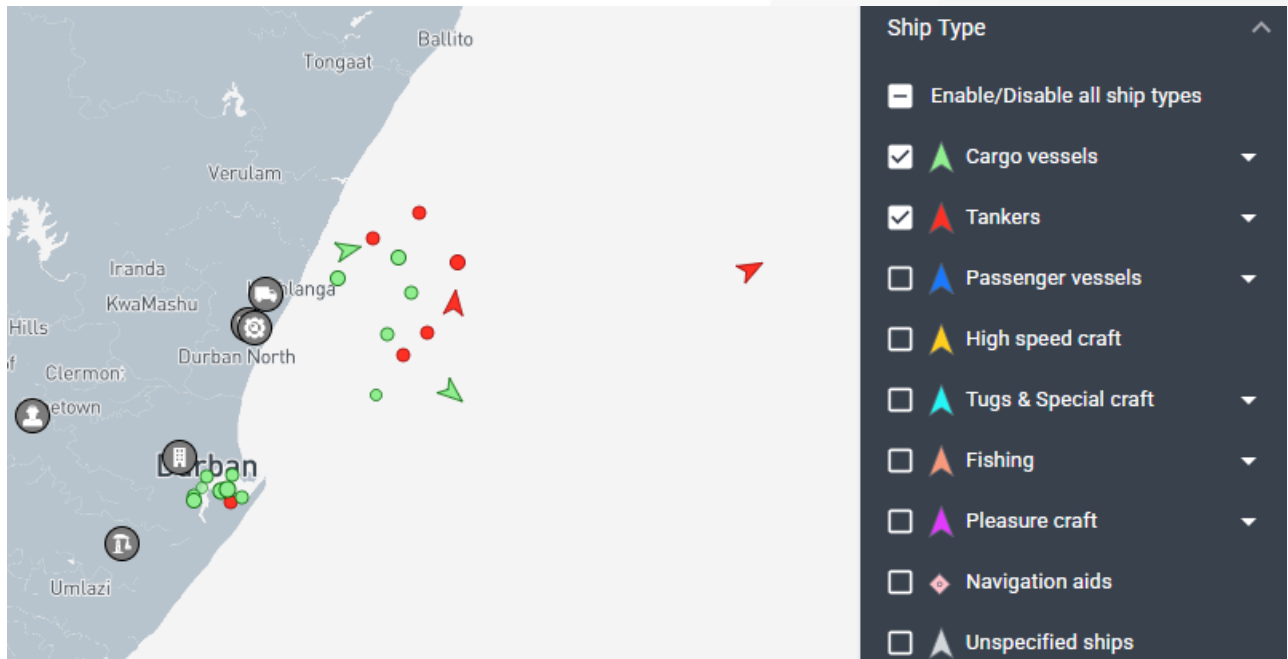 Ballito
Tongaat
Verulam
Iranda
KwaMashu
Hills
Durban North
Clermont
Durban
Umlazi
Ship Type
Enable/Disable all ship types
Cargo vessels
Tankers
Passenger vessels
High speed craft
Tugs & Special craft
Fishing
Pleasure craft
Navigation aids
Unspecified ships